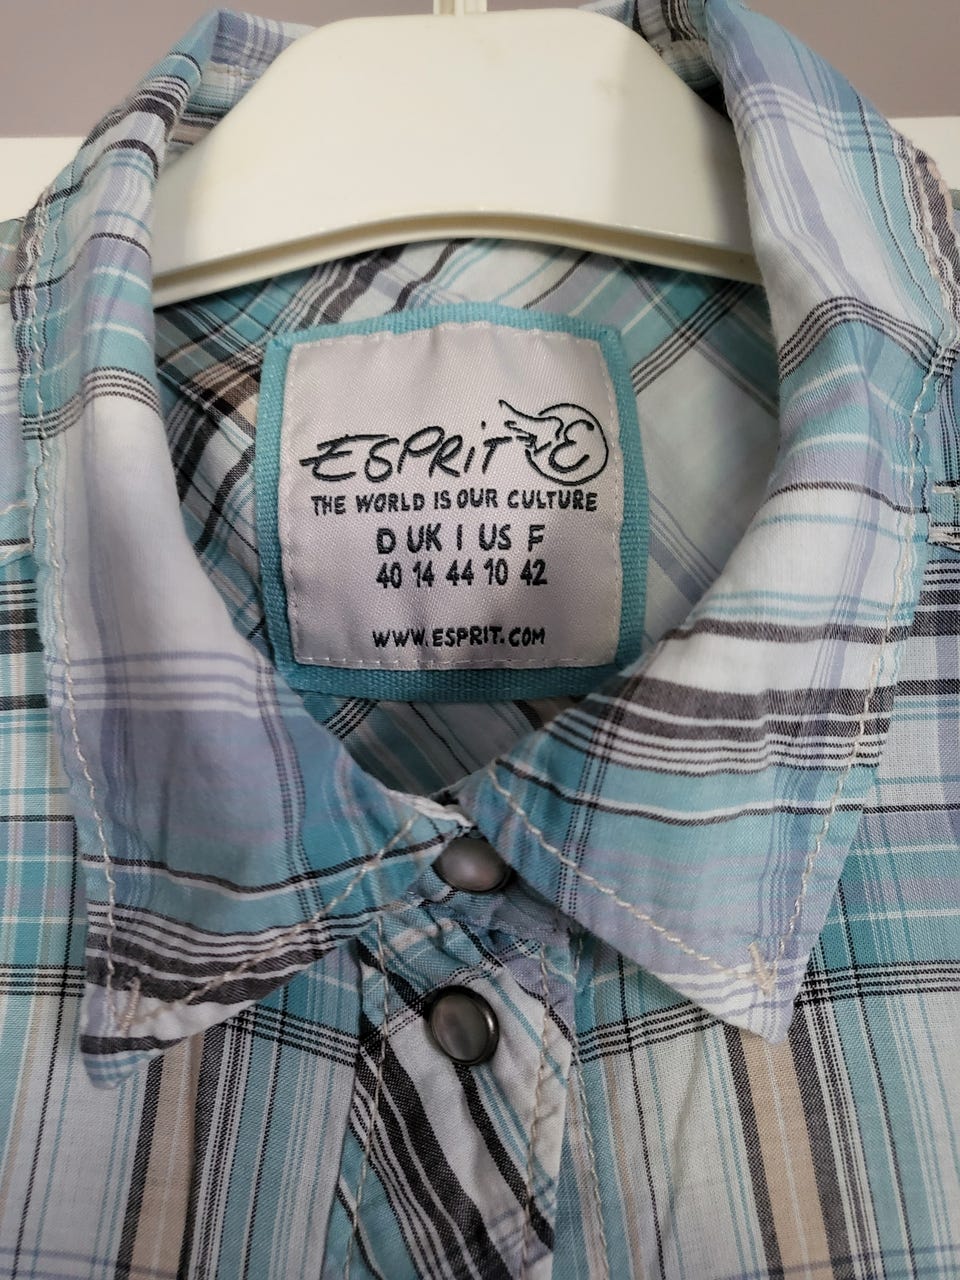 ESPRIT E
THE WORLD IS OUR CULTURE
D UK I US F
40 14 44 10 42
WWW.ESPRIT.COM